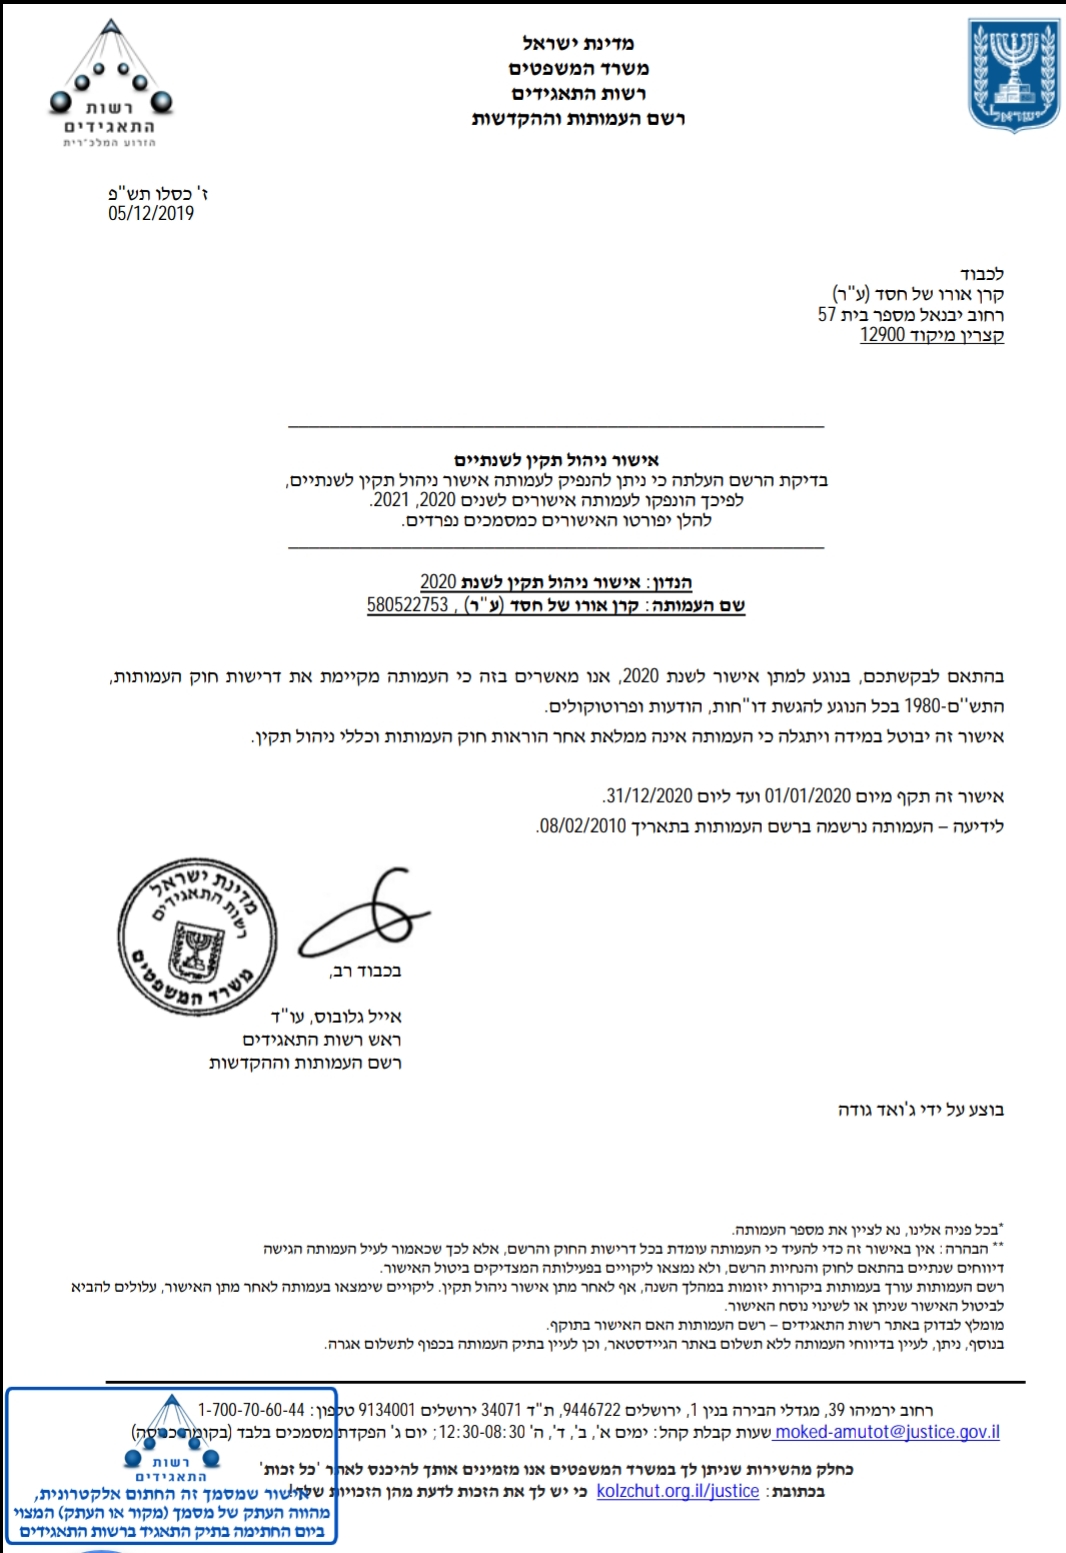 מדינת ישראל
משרד המשפטים
רשות התאגידים
רשם העמותות וההקדשות
רשות
התאגידים
הזרוע המלכ"רית
ישראל
ז' כסלו תש"פ
05/12/2019
לכבוד
קרן אורו של חסד (ע"ר)
רחוב יבנאל מספר בית 57
קצרין מיקוד 12900
אישור ניהול תקין לשנתיים
בדיקת הרשם העלתה כי ניתן להנפיק לעמותה אישור ניהול תקין לשנתיים,
לפיכך הונפקו לעמותה אישורים לשנים 2020, 2021.
להלן יפורטו האישורים כמסמכים נפרדים.
הנדון: אישור ניהול תקין לשנת 2020
שם העמותה: קרן אורו של חסד (ע"ר) , 580522753
בהתאם לבקשתכם, בנוגע למתן אישור לשנת 2020, אנו מאשרים בזה כי העמותה מקיימת את דרישות חוק העמותות,
התש''ם-1980 בכל הנוגע להגשת דו"חות, הודעות ופרוטוקולים.
אישור זה יבוטל במידה ויתגלה כי העמותה אינה ממלאת אחר הוראות חוק העמותות וכללי ניהול תקין.
אישור זה תקף מיום 01/01/2020 ועד ליום 31/12/2020.
לידיעה – העמותה נרשמה ברשם העמותות בתאריך 08/02/2010.
מדינת ישראל
רשות התאגידים
משרד המשפטים
בכבוד רב,
אייל גלובוס, עו"ד
ראש רשות התאגידים
רשם העמותות וההקדשות
בוצע על ידי ג'ואד גודה
*בכל פניה אלינו, נא לציין את מספר העמותה.
** הבהרה: אין באישור זה כדי להעיד כי העמותה עומדת בכל דרישות החוק והרשם, אלא לכך שכאמור לעיל העמותה הגישה
דיווחים שנתיים בהתאם לחוק והנחיות הרשם, ולא נמצאו ליקויים בפעילותה המצדיקים ביטול האישור.
רשם העמותות עורך בעמותות ביקורות יזומות במהלך השנה, אף לאחר מתן אישור ניהול תקין. ליקויים שימצאו בעמותה לאחר מתן האישור, עלולים להביא
לביטול האישור שניתן או לשינוי נוסח האישור.
מומלץ לבדוק באתר רשות התאגידים – רשם העמותות האם האישור בתוקף.
בנוסף, ניתן, לעיין בדיווחי העמותה ללא תשלום באתר הגיידסטאר, וכן לעיין בתיק העמותה בכפוף לתשלום אגרה.
רחוב ירמיהו 39, מגדלי הבירה בנין 1, ירושלים 9446722, ת"ד 34071 ירושלים 9134001 טלפון: 1-700-70-60-44
moked-amutot@justice.gov.il שעות קבלת קהל: ימים א', ב', ד', ה' 12:30-08:30; יום ג' הפקדת מסמכים בלבד (בקומת כניסה)
כחלק מהשירות שניתן לך במשרד המשפטים אנו מזמינים אותך להיכנס לאתר 'כל זכות'
בכתובת: kolzchut.org.il/justice כי יש לך את הזכות לדעת מהן הזכויות שלך!
רשות
התאגידים
אישור שמסמך זה החתום אלקטרונית,
מהווה העתק של מסמך (מקור או העתק) המצוי
ביום החתימה בתיק התאגיד ברשות התאגידים